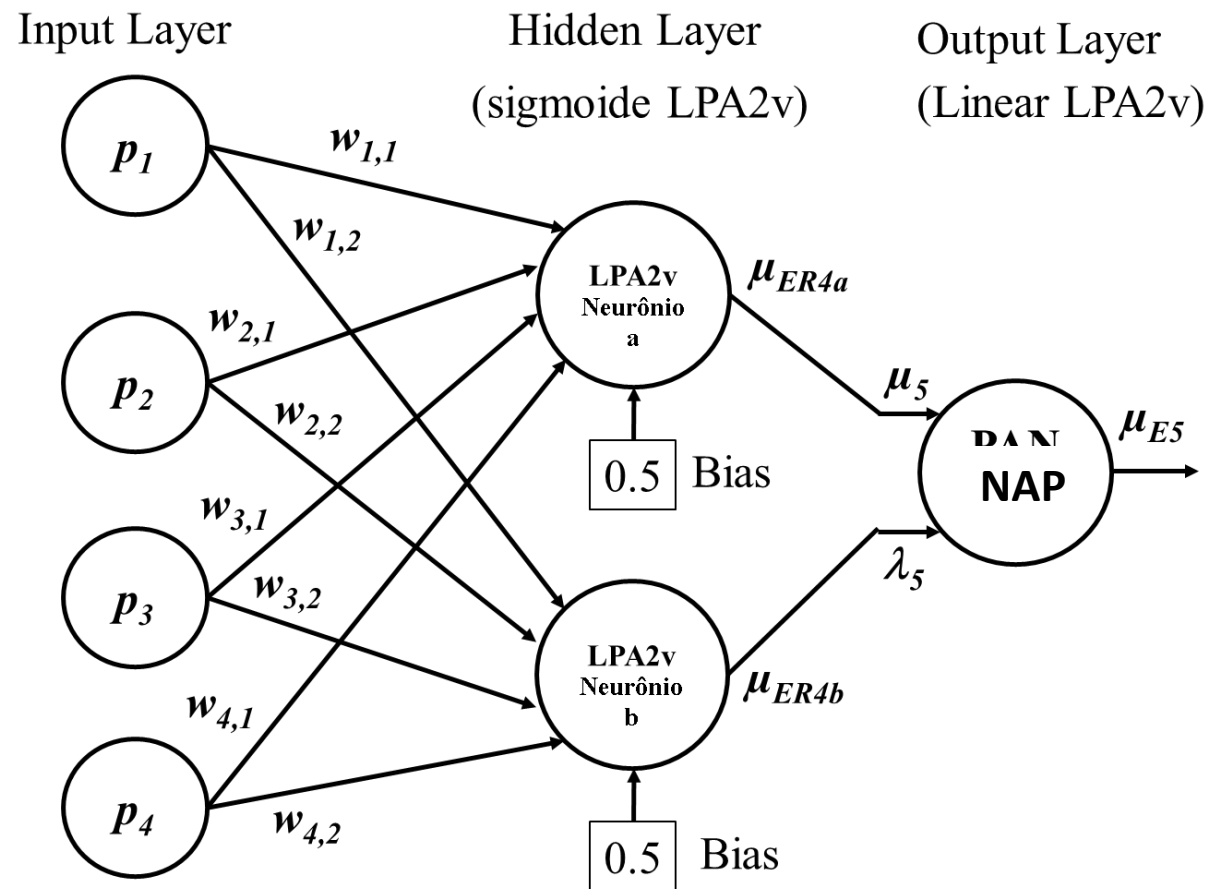 Input Layer
Hidden Layer
(sigmoide LPA2v)
Output Layer
(Linear LPA2v)
p1
p2
p3
p4
w1,1
w1,2
w2,1
w2,2
w3,1
w3,2
w4,1
w4,2
LPA2v
Neurônio
a
0.5 Bias
LPA2v
Neurônio
b
0.5 Bias
μER4a
μER4b
μ5
λ5
NAP
μE5